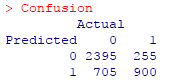 > Confusion
Actual
Predicted 0 1
0 2395 255
1 705 900